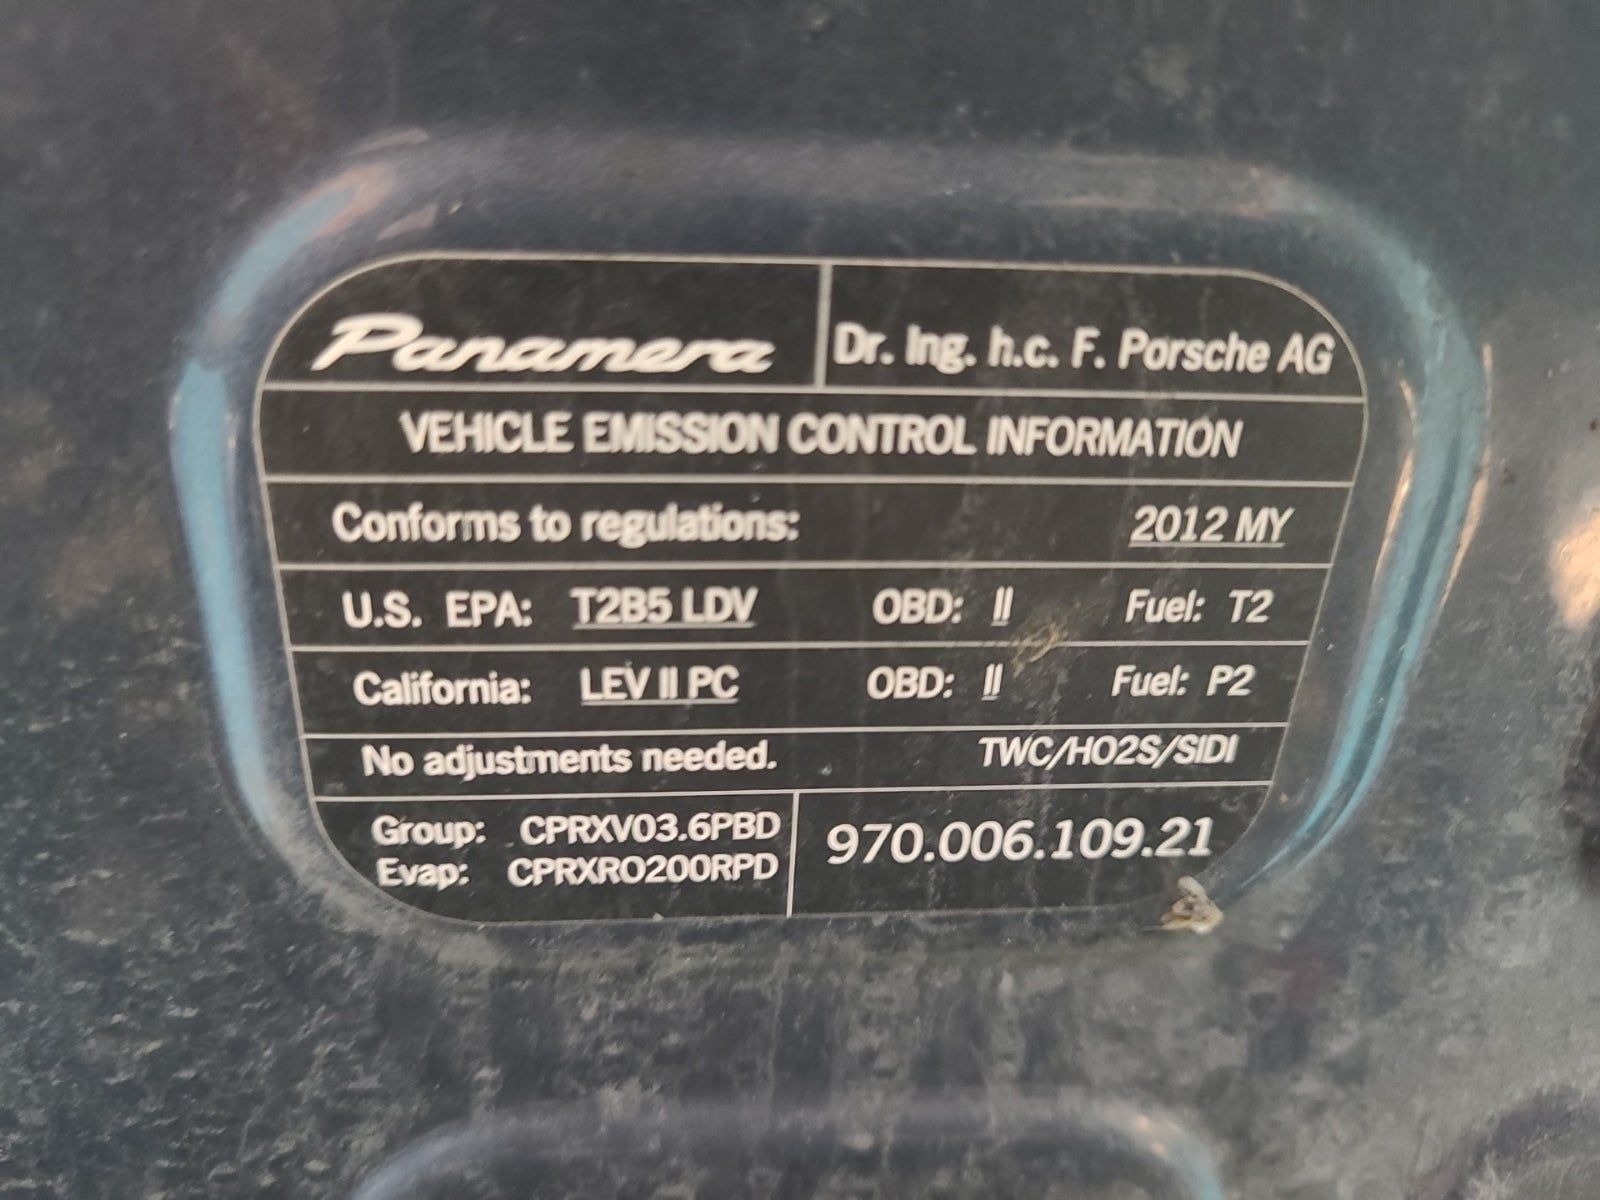 Panamera
Dr. Ing. h.c. F. Porsche AG
VEHICLE EMISSION CONTROL INFORMATION
Conforms to regulations: 2012 MY
U.S. EPA: T2B5 LDV OBD: II Fuel: T2
California: LEV II PC OBD: II Fuel: P2
No adjustments needed. TWC/HO2S/SIDI
Group: CPRXV03.6PBD
Evap: CPRXR0200RPD
970.006.109.21